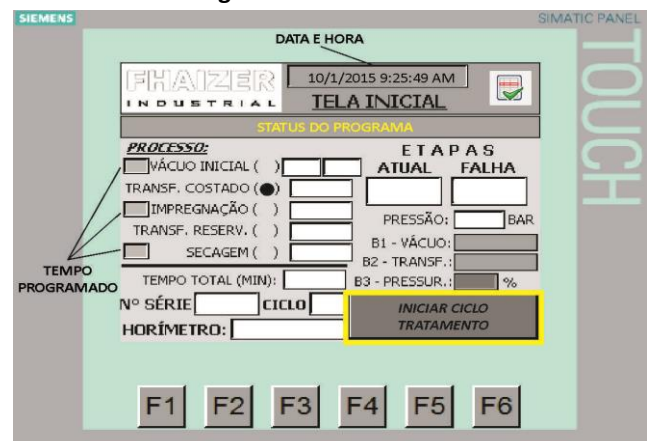 SIEMENS
SIMATIC PANEL
TOUCH
DATA E HORA
FHAIZER
INDUSTRIAL
10/1/2015 9:25:49 AM
TELA INICIAL
STATUS DO PROGRAMA
PROCESSO:
VÁCUO INICIAL ( )
TRANSF. COSTADO (●)
IMPREGNAÇÃO ( )
TRANSF. RESERV. ( )
SECAGEM ( )
TEMPO PROGRAMADO
TEMPO TOTAL (MIN):
Nº SÉRIE CICLO
HORÍMETRO:
ETAPAS
ATUAL FALHA
PRESSÃO: BAR
B1 - VÁCUO:
B2 - TRANSF.:
B3 - PRESSUR.: %
INICIAR CICLO
TRATAMENTO
F1 F2 F3 F4 F5 F6